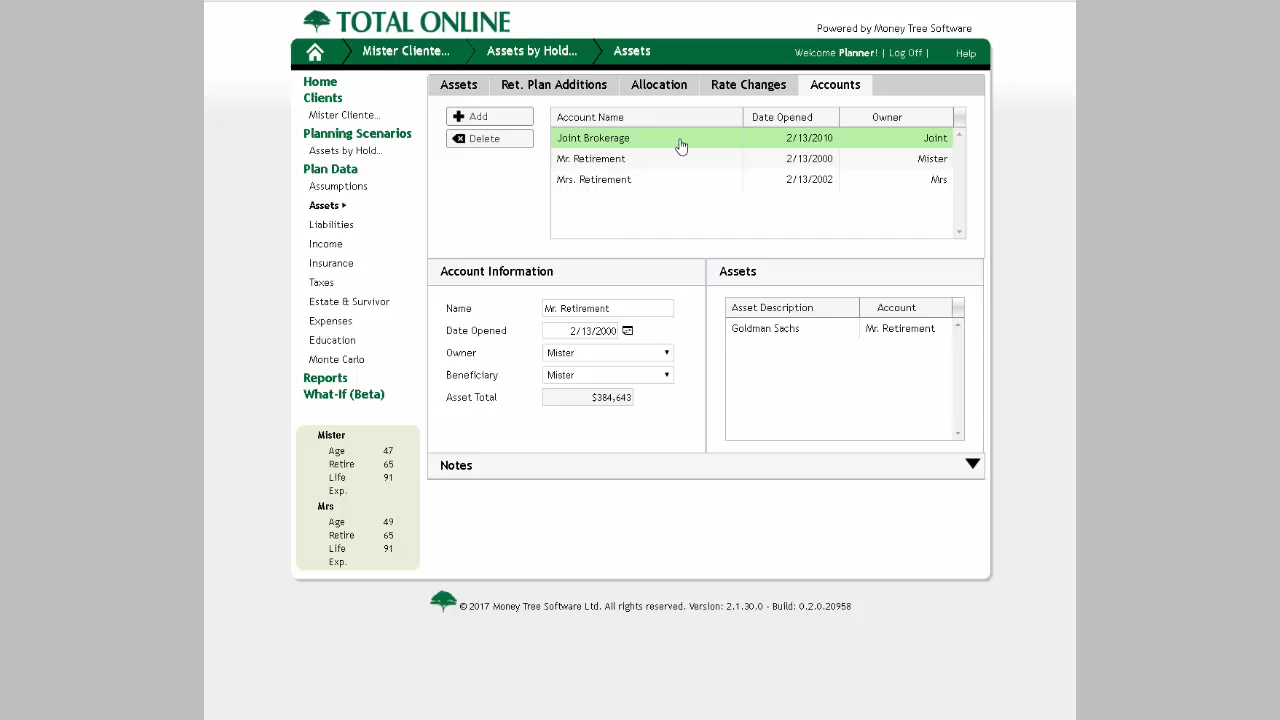 TOTAL ONLINE
Powered by Money Tree Software
Mister Cliente... Assets by Hold... Assets
Welcome Planner! | Log Off | Help
Home
Clients
Mister Cliente...
Planning Scenarios
Assets by Hold...
Plan Data
Assumptions
Assets
Liabilities
Income
Insurance
Taxes
Estate & Survivor
Expenses
Education
Monte Carlo
Reports
What-If (Beta)
Mister
Age 47
Retire 65
Life 91
Exp.
Mrs
Age 49
Retire 65
Life 91
Exp.
Assets Ret. Plan Additions Allocation Rate Changes Accounts
Add
Delete
Account Name Date Opened Owner
Joint Brokerage 2/13/2010 Joint
Mr. Retirement 2/13/2000 Mister
Mrs. Retirement 2/13/2002 Mrs
Account Information
Name Mr. Retirement
Date Opened 2/13/2000
Owner Mister
Beneficiary Mister
Asset Total $384,643
Assets
Asset Description Account
Goldman Sachs Mr. Retirement
Notes
© 2017 Money Tree Software Ltd. All rights reserved. Version: 2.1.30.0 - Build: 0.2.0.20958